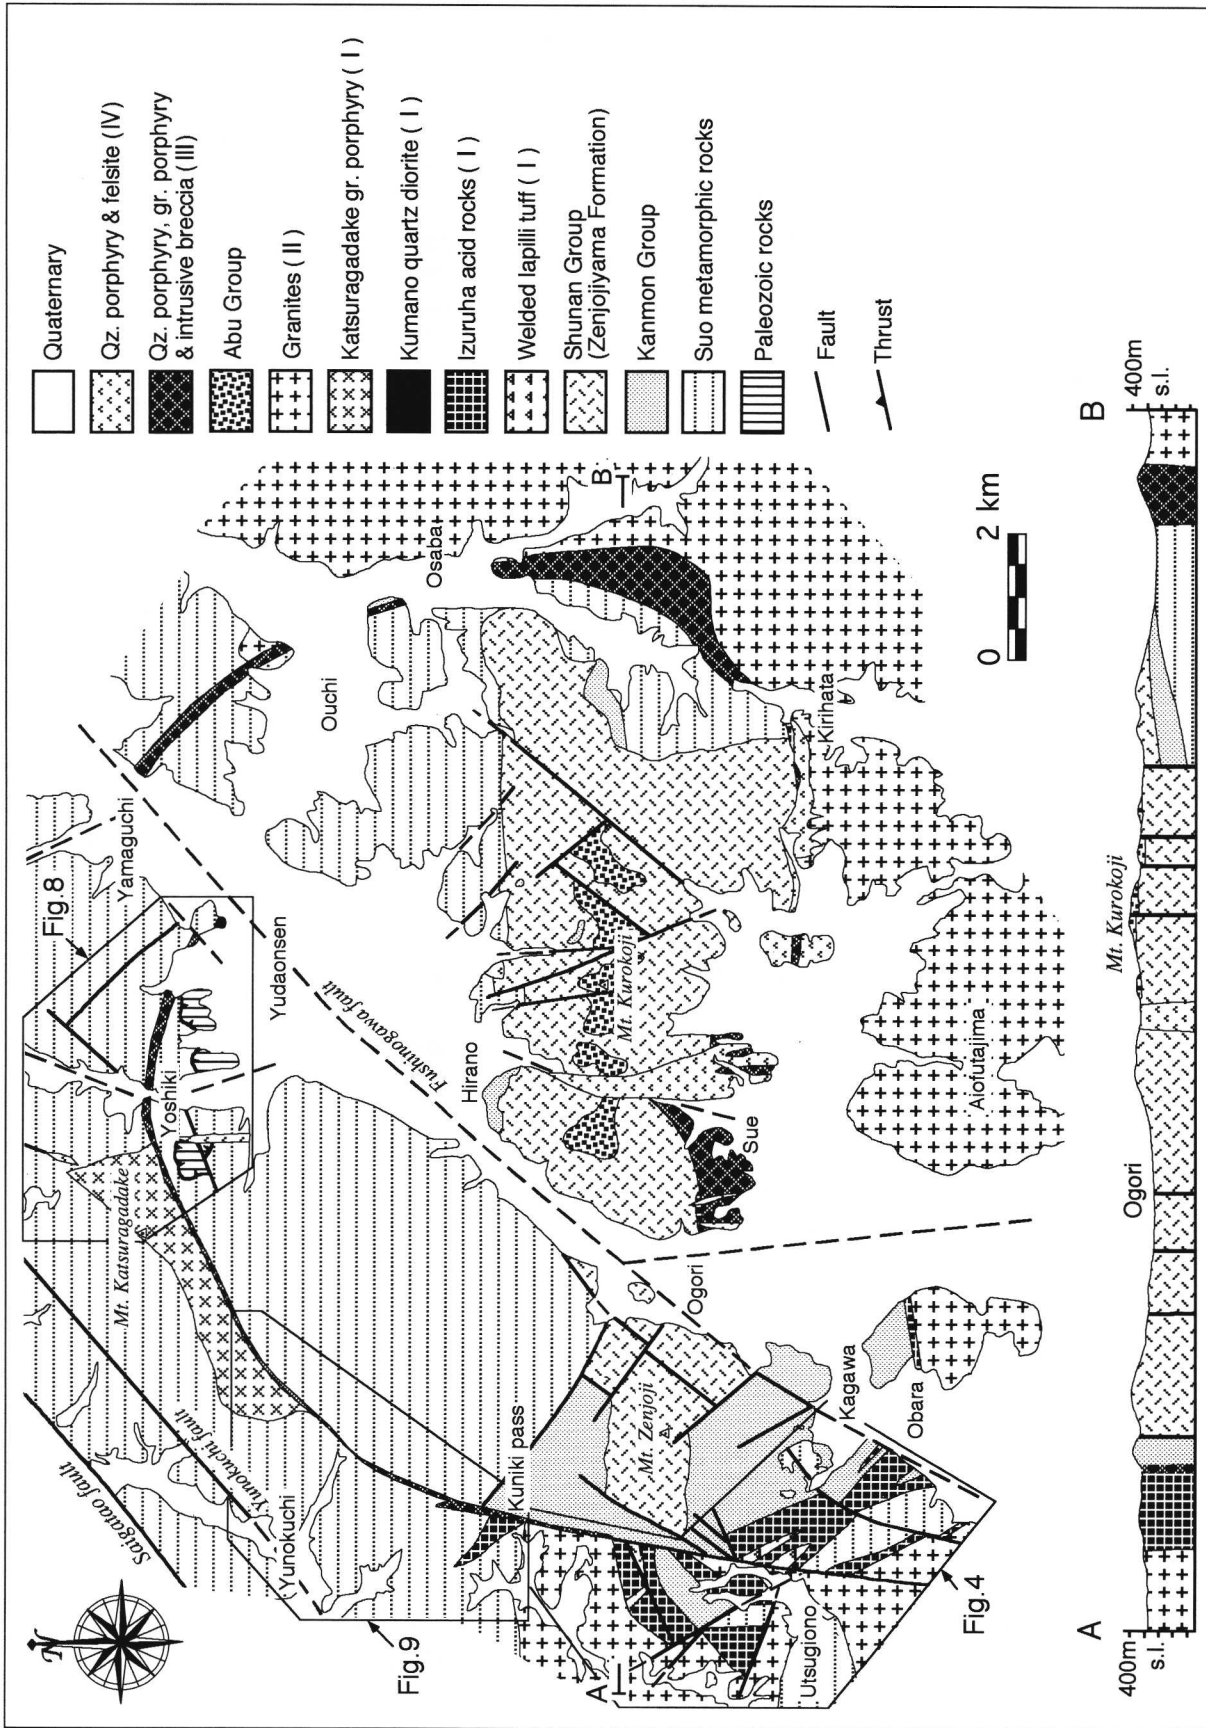 N
Saigatao fault
Yunokuchi fault
Yunokuchi
Fig.9
Mt. Katsuragadake
Yoshiki
Fig.8
Yamaguchi
Yudaonsen
Fushinogawa fault
Ouchi
Osaba
Kuniki pass
Hirano
Mt. Kurokoji
Mt. Zenjoji
Ogori
Sue
Kirihata
A
B
Utsugiono
Kagawa
Obara
Aiofutajima
Fig.4
0
2 km
Quaternary
Qz. porphyry & felsite (IV)
Qz. porphyry, gr. porphyry
& intrusive breccia (III)
Abu Group
Granites (II)
Katsuragadake gr. porphyry (I)
Kumano quartz diorite (I)
Izuruha acid rocks (I)
Welded lapilli tuff (I)
Shunan Group
(Zenjojiyama Formation)
Kanmon Group
Suo metamorphic rocks
Paleozoic rocks
Fault
Thrust
A
400m
s.l.
Ogori
Mt. Kurokoji
B
400m
s.l.